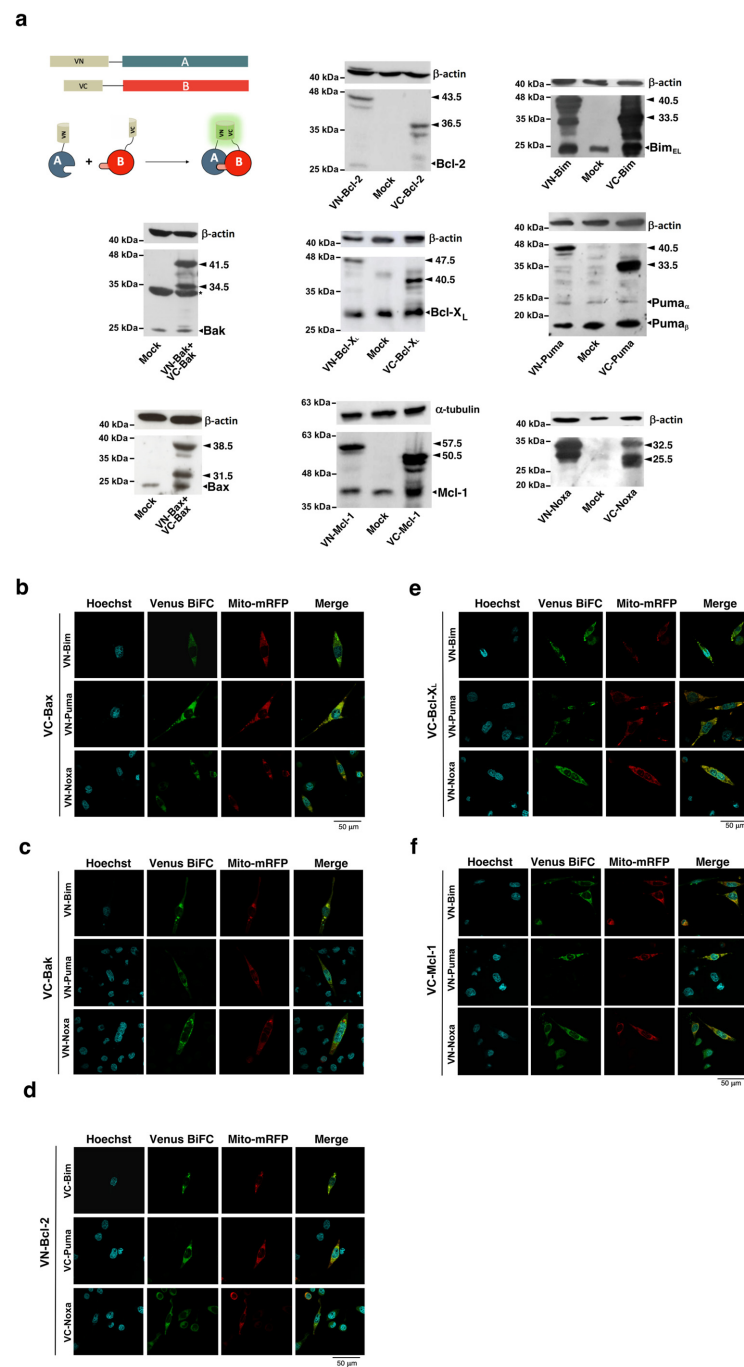 a
VN
A
VC
B
VN
VC
VN VC
A
+
B
A
B
40 kDa
β-actin
48 kDa
43.5
36.5
35 kDa
25 kDa
Bcl-2
VN-Bcl-2
Mock
VC-Bcl-2
40 kDa
β-actin
48 kDa
40.5
33.5
35 kDa
BimEL
25 kDa
VN-Bim
Mock
VC-Bim
40 kDa
β-actin
48 kDa
41.5
35 kDa
34.5
*
25 kDa
Bak
Mock
VN-Bak+
VC-Bak
40 kDa
β-actin
48 kDa
47.5
40.5
35 kDa
Bcl-XL
25 kDa
VN-Bcl-XL
Mock
VC-Bcl-XL
40 kDa
β-actin
48 kDa
40.5
35 kDa
33.5
25 kDa
Pumaα
20 kDa
Pumaβ
VN-Puma
Mock
VC-Puma
40 kDa
β-actin
40 kDa
38.5
35 kDa
31.5
25 kDa
Bax
Mock
VN-Bax+
VC-Bax
63 kDa
α-tubulin
63 kDa
57.5
50.5
48 kDa
Mcl-1
35 kDa
VN-Mcl-1
Mock
VC-Mcl-1
40 kDa
β-actin
35 kDa
32.5
25 kDa
25.5
20 kDa
VN-Noxa
Mock
VC-Noxa
b
Hoechst Venus BiFC Mito-mRFP Merge
VC-Bax
VN-Bim
VN-Puma
VN-Noxa
50 µm
c
Hoechst Venus BiFC Mito-mRFP Merge
VC-Bak
VN-Bim
VN-Puma
VN-Noxa
50 µm
d
Hoechst Venus BiFC Mito-mRFP Merge
VN-Bcl-2
VC-Bim
VC-Puma
VC-Noxa
50 µm
e
Hoechst Venus BiFC Mito-mRFP Merge
VC-Bcl-XL
VN-Bim
VN-Puma
VN-Noxa
50 µm
f
Hoechst Venus BiFC Mito-mRFP Merge
VC-Mcl-1
VN-Bim
VN-Puma
VN-Noxa
50 µm